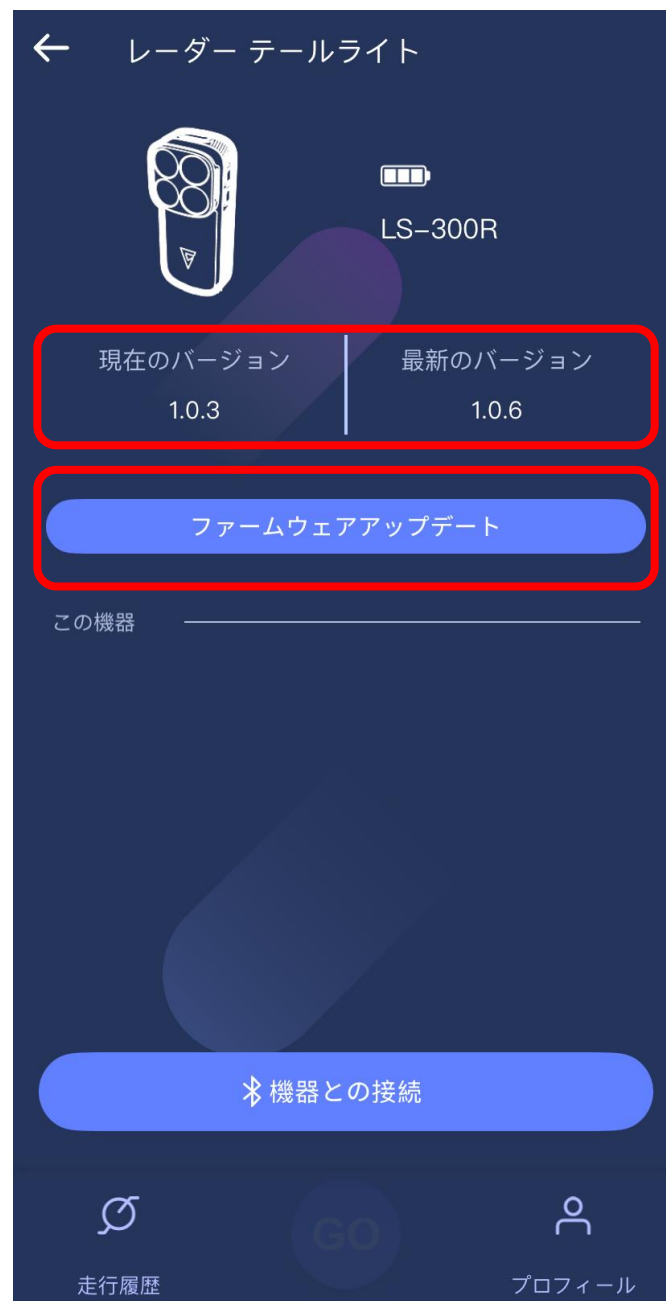 レーダー テールライト
LS-300R
現在のバージョン
最新のバージョン
1.0.3
1.0.6
ファームウェアアップデート
この機器
機器との接続
GO
走行履歴
プロフィール